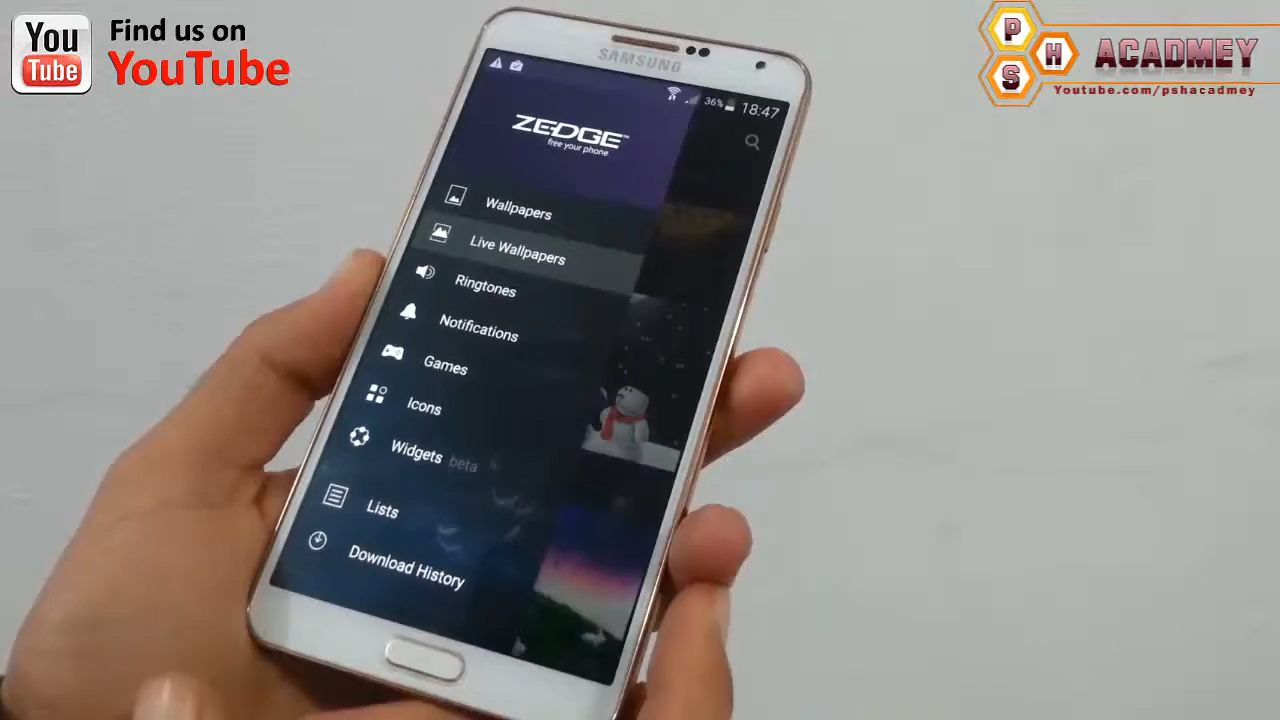 You
Tube
Find us on
YouTube
P
H
S
ACADMEY
Youtube.com/pshacadmey
SAMSUNG
36%
18:47
ZEDGE™
free your phone
Wallpapers
Live Wallpapers
Ringtones
Notifications
Games
Icons
Widgets beta
Lists
Download History